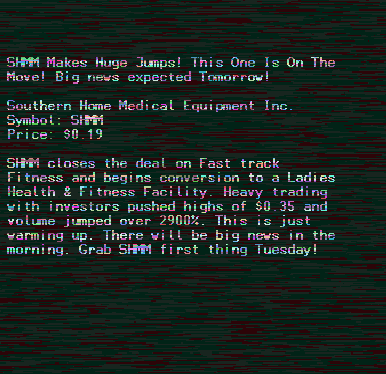 SHMM Makes Huge Jumps! This One Is On The
Move! Big news expected Tomorrow!
Southern Home Medical Equipment Inc.
Symbol: SHMM
Price: $0.19
SHMM closes the deal on Fast track
Fitness and begins conversion to a Ladies
Health & Fitness Facility. Heavy trading
with investors pushed highs of $0.35 and
volume jumped over 2900%. This is just
warming up. There will be big news in the
morning. Grab SHMM first thing Tuesday!